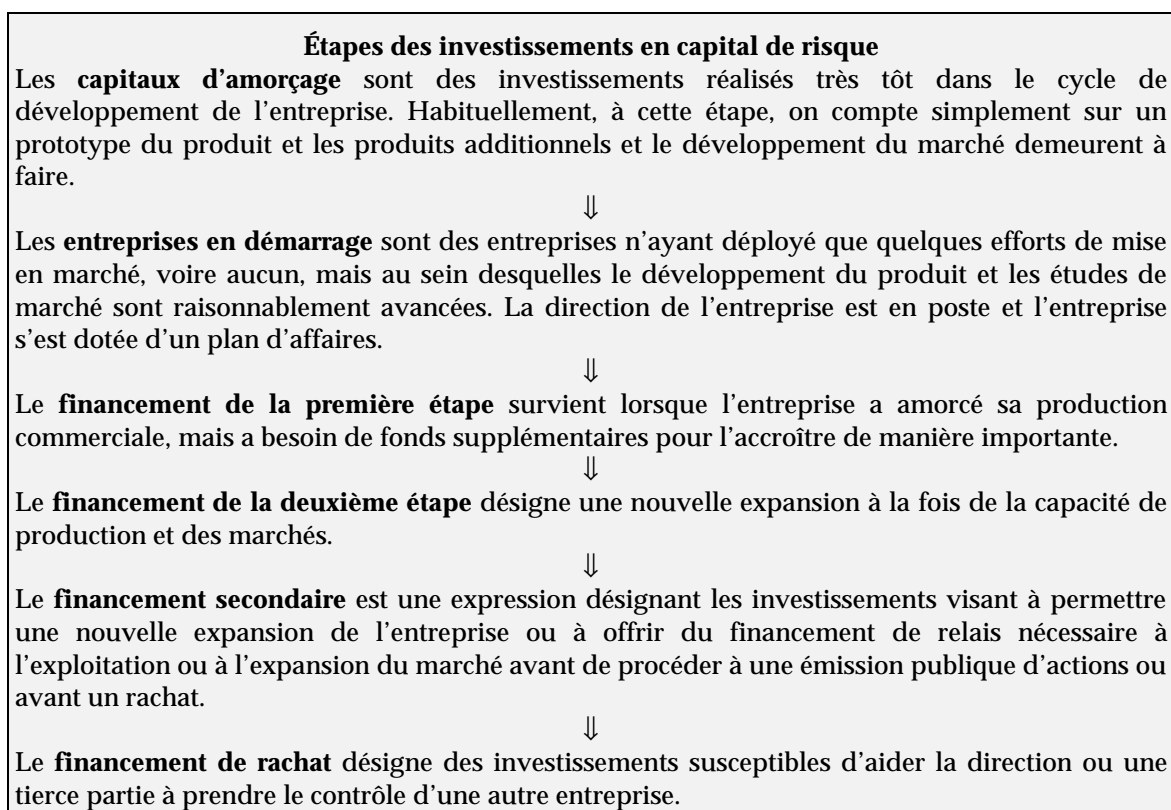 Étapes des investissements en capital de risque
Les capitaux d'amorçage sont des investissements réalisés très tôt dans le cycle de
développement de l'entreprise. Habituellement, à cette étape, on compte simplement sur un
prototype du produit et les produits additionnels et le développement du marché demeurent à
faire.
⇓
Les entreprises en démarrage sont des entreprises n'ayant déployé que quelques efforts de mise
en marché, voire aucun, mais au sein desquelles le développement du produit et les études de
marché sont raisonnablement avancées. La direction de l'entreprise est en poste et l'entreprise
s'est dotée d'un plan d'affaires.
⇓
Le financement de la première étape survient lorsque l'entreprise a amorcé sa production
commerciale, mais a besoin de fonds supplémentaires pour l'accroître de manière importante.
⇓
Le financement de la deuxième étape désigne une nouvelle expansion à la fois de la capacité de
production et des marchés.
⇓
Le financement secondaire est une expression désignant les investissements visant à permettre
une nouvelle expansion de l'entreprise ou à offrir du financement de relais nécessaire à
l'exploitation ou à l'expansion du marché avant de procéder à une émission publique d'actions ou
avant un rachat.
⇓
Le financement de rachat désigne des investissements susceptibles d'aider la direction ou une
tierce partie à prendre le contrôle d'une autre entreprise.